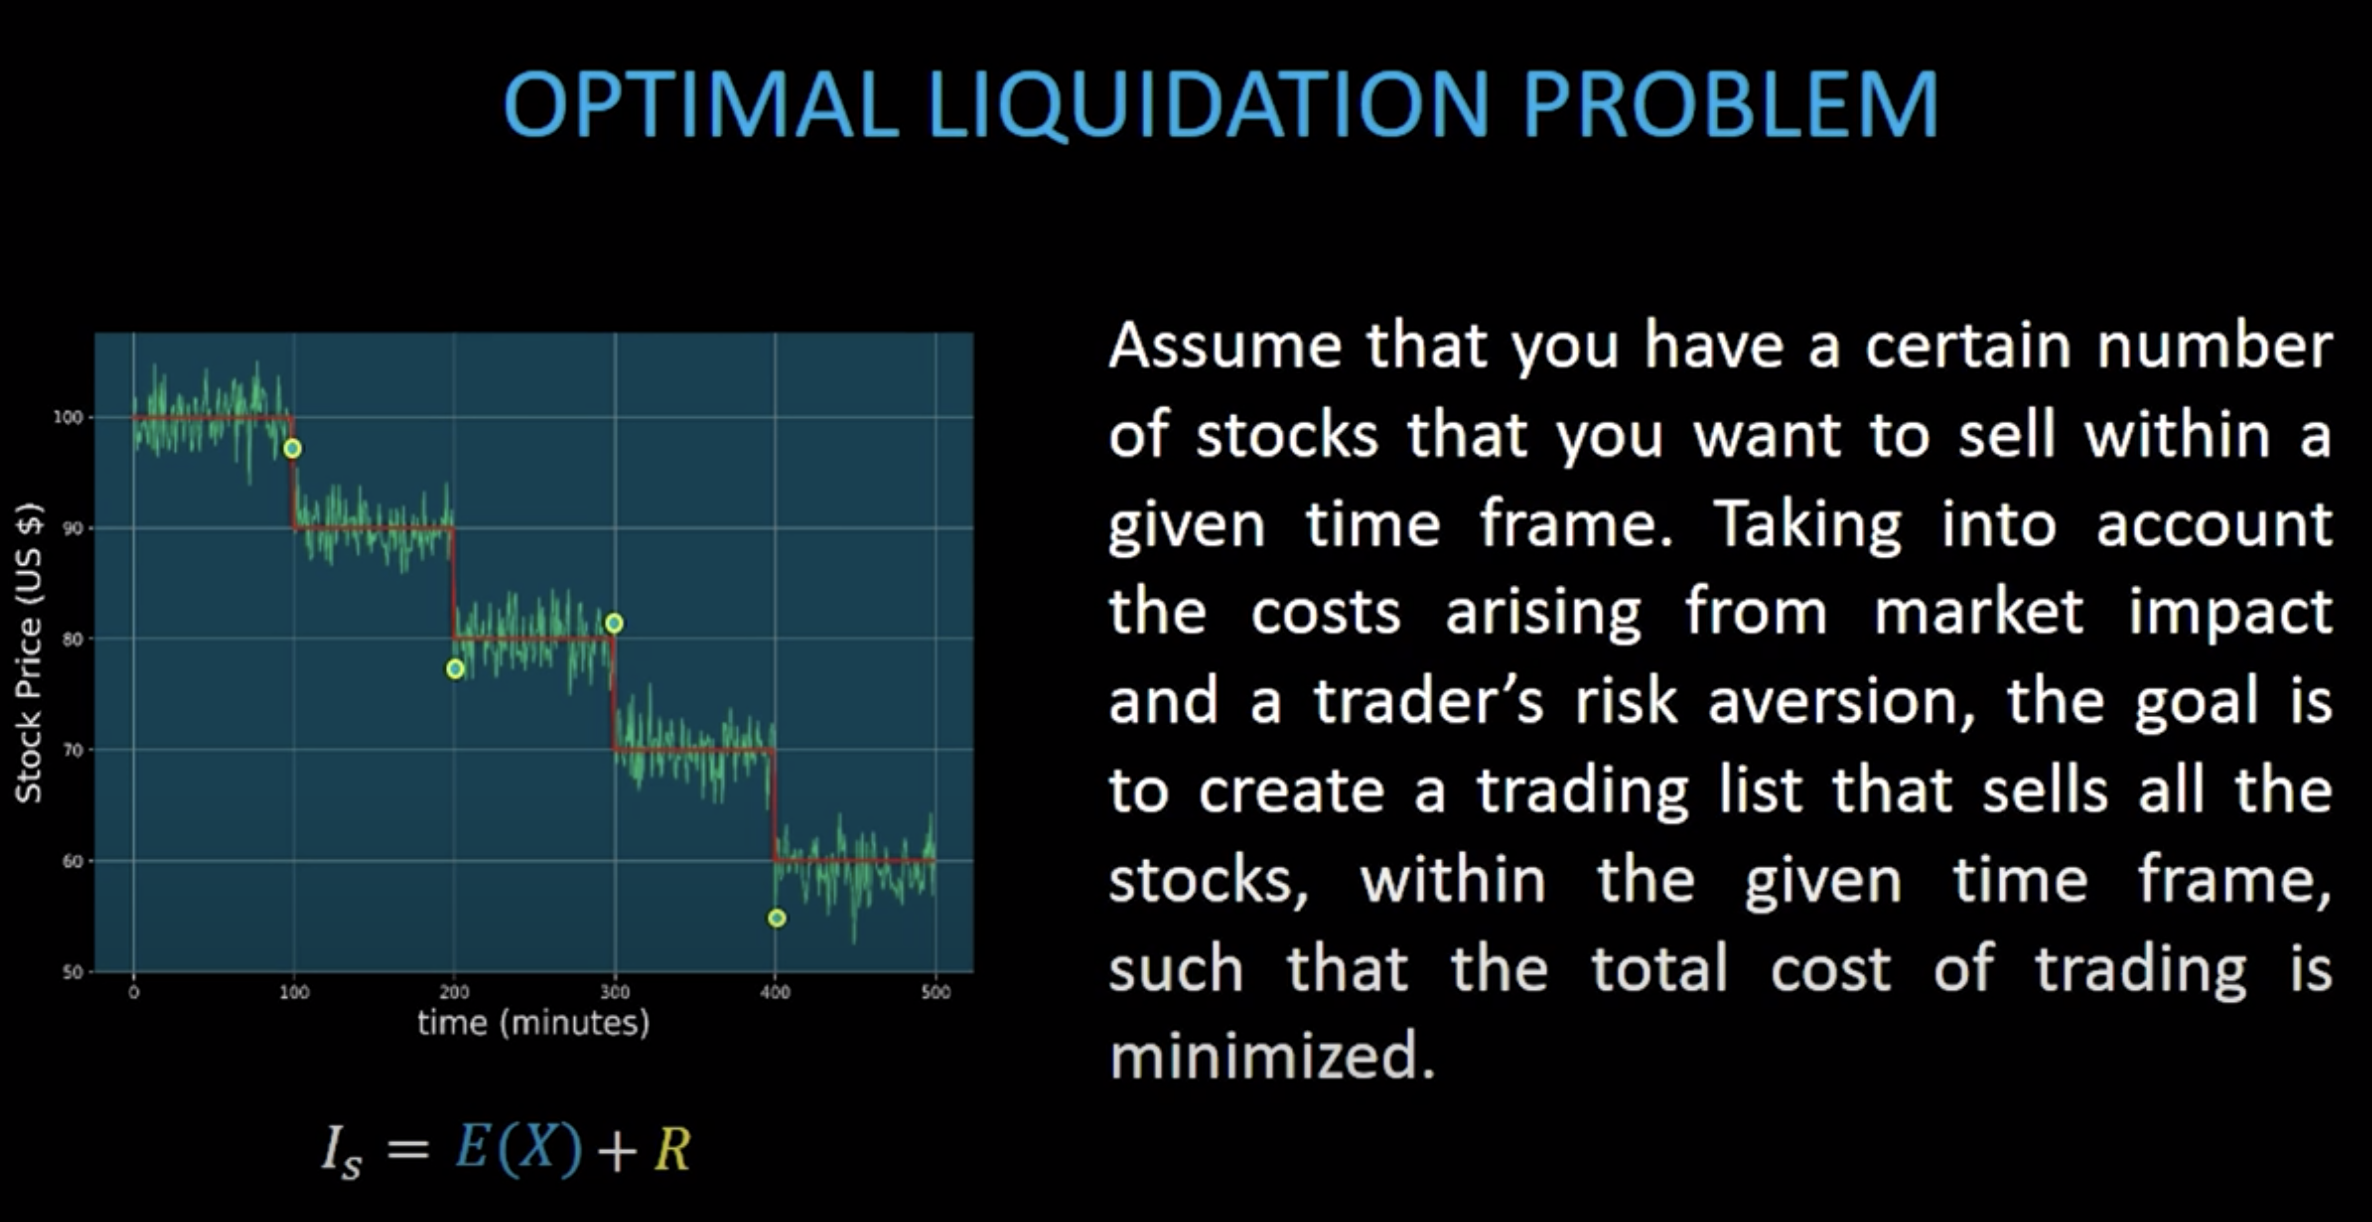 OPTIMAL LIQUIDATION PROBLEM
Assume that you have a certain number
of stocks that you want to sell within a
given time frame. Taking into account
the costs arising from market impact
and a trader’s risk aversion, the goal is
to create a trading list that sells all the
stocks, within the given time frame,
such that the total cost of trading is
minimized.
Stock Price (US $)
100
90
80
70
60
50
0 100 200 300 400 500
time (minutes)
I_s = E(X) + R